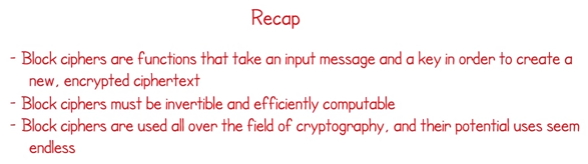 Recap
- Block ciphers are functions that take an input message and a key in order to create a
new, encrypted ciphertext
- Block ciphers must be invertible and efficiently computable
- Block ciphers are used all over the field of cryptography, and their potential uses seem
endless